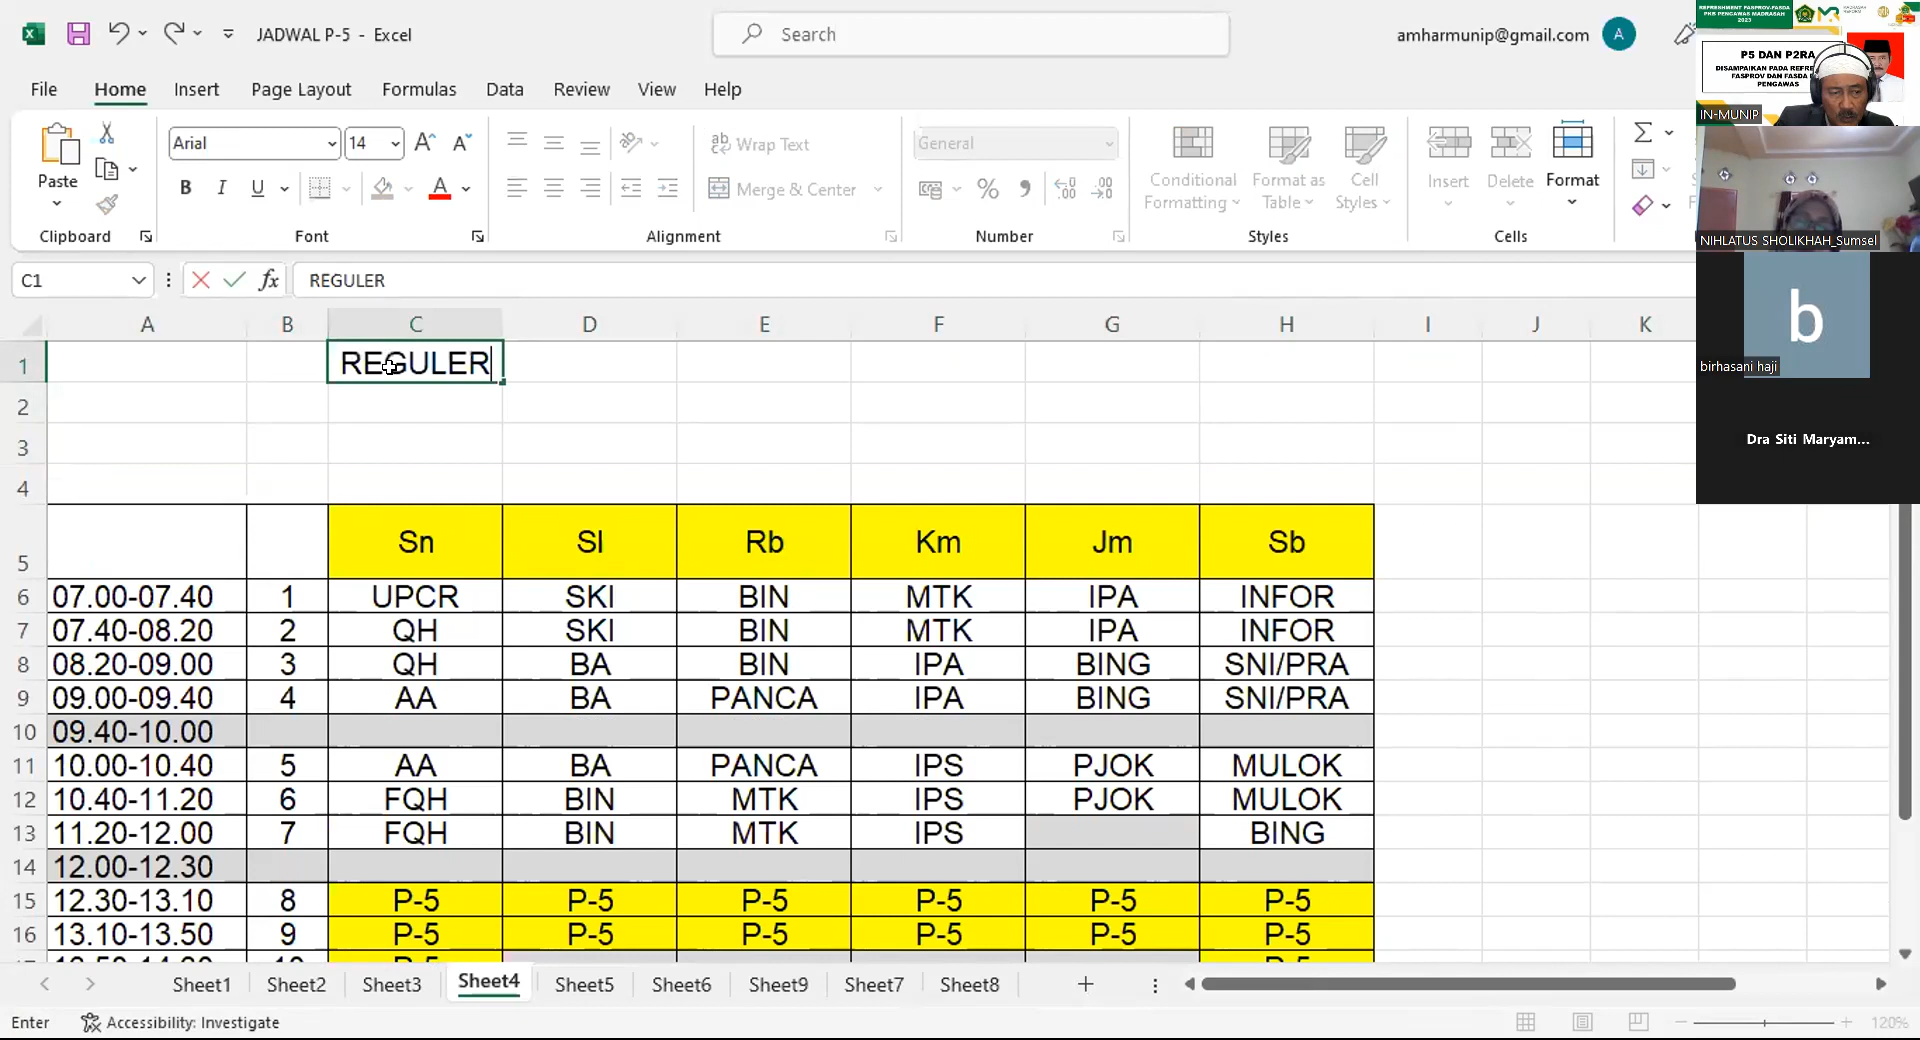 JADWAL P-5 - Excel
Search
amharmunip@gmail.com
A
File Home Insert Page Layout Formulas Data Review View Help
Paste
Clipboard
Arial
14
B I U
Font
Wrap Text
Merge & Center
Alignment
General
Number
Conditional Formatting
Format as Table
Cell Styles
Styles
Insert
Delete
Format
Cells
C1
fx
REGULER
A B C D E F G H I J K
1 REGULER
2
3
4
5 Sn Sl Rb Km Jm Sb
6 07.00-07.40 1 UPCR SKI BIN MTK IPA INFOR
7 07.40-08.20 2 QH SKI BIN MTK IPA INFOR
8 08.20-09.00 3 QH BA BIN IPA BING SNI/PRA
9 09.00-09.40 4 AA BA PANCA IPA BING SNI/PRA
10 09.40-10.00
11 10.00-10.40 5 AA BA PANCA IPS PJOK MULOK
12 10.40-11.20 6 FQH BIN MTK IPS PJOK MULOK
13 11.20-12.00 7 FQH BIN MTK IPS BING
14 12.00-12.30
15 12.30-13.10 8 P-5 P-5 P-5 P-5 P-5 P-5
16 13.10-13.50 9 P-5 P-5 P-5 P-5 P-5 P-5
Sheet1 Sheet2 Sheet3 Sheet4 Sheet5 Sheet6 Sheet9 Sheet7 Sheet8
Enter
Accessibility: Investigate
120%
REFRESHMENT FASPROV-FASDA
PKB PENGAWAS MADRASAH
2023
P5 DAN P2RA
DISAMPAIKAN PADA
FASPROV DAN FASDA
PENGAWAS
IN-MUNIP
NIHLATUS SHOLIKHAH_Sumsel
b
birhasani haji
Dra Siti Maryam...